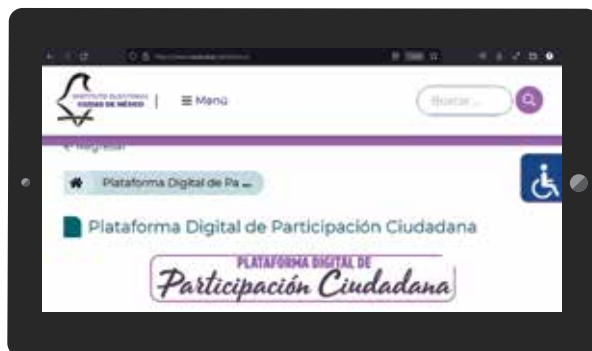 INSTITUTO ELECTORAL
CIUDAD DE MÉXICO
Menú
Buscar ...
Regresar
Plataforma Digital de Pa ...
Plataforma Digital de Participación Ciudadana
PLATAFORMA DIGITAL DE
Participación Ciudadana